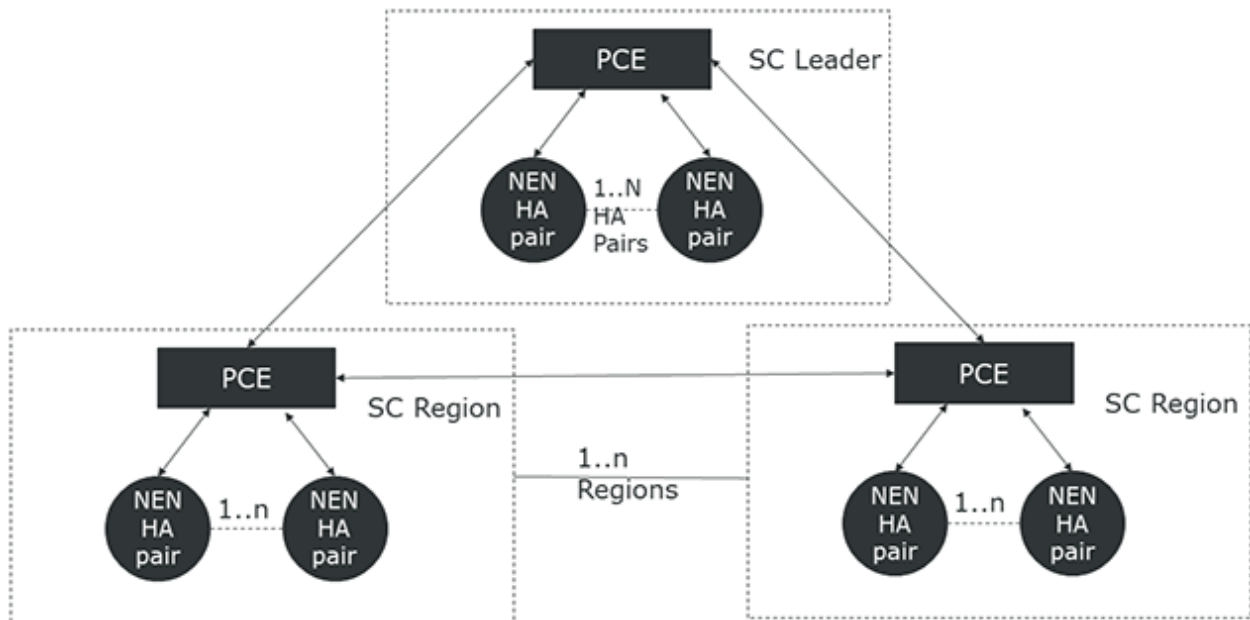 PCE
SC Leader
NEN
HA
pair
1..N
HA
Pairs
NEN
HA
pair
PCE
SC Region
NEN
HA
pair
1..n
NEN
HA
pair
1..n
Regions
PCE
SC Region
NEN
HA
pair
1..n
NEN
HA
pair